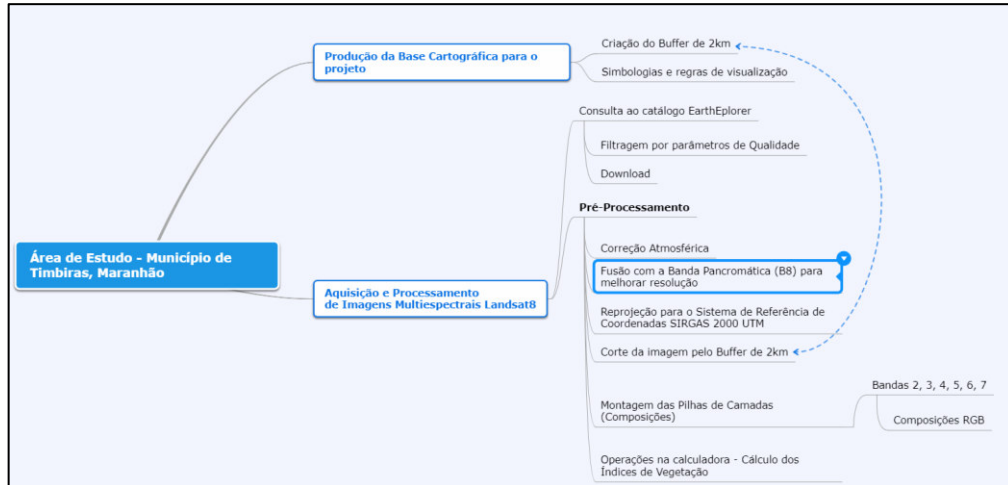 Produção da Base Cartográfica para o
projeto
Criação do Buffer de 2km
Simbologias e regras de visualização
Consulta ao catálogo EarthEplorer
Filtragem por parâmetros de Qualidade
Download
Pré-Processamento
Área de Estudo - Município de
Timbiras, Maranhão
Aquisição e Processamento
de Imagens Multiespectrais Landsat8
Correção Atmosférica
Fusão com a Banda Pancromática (B8) para
melhorar resolução
Reprojeção para o Sistema de Referência de
Coordenadas SIRGAS 2000 UTM
Corte da imagem pelo Buffer de 2km
Montagem das Pilhas de Camadas
(Composições)
Bandas 2, 3, 4, 5, 6, 7
Composições RGB
Operações na calculadora - Cálculo dos
Índices de Vegetação